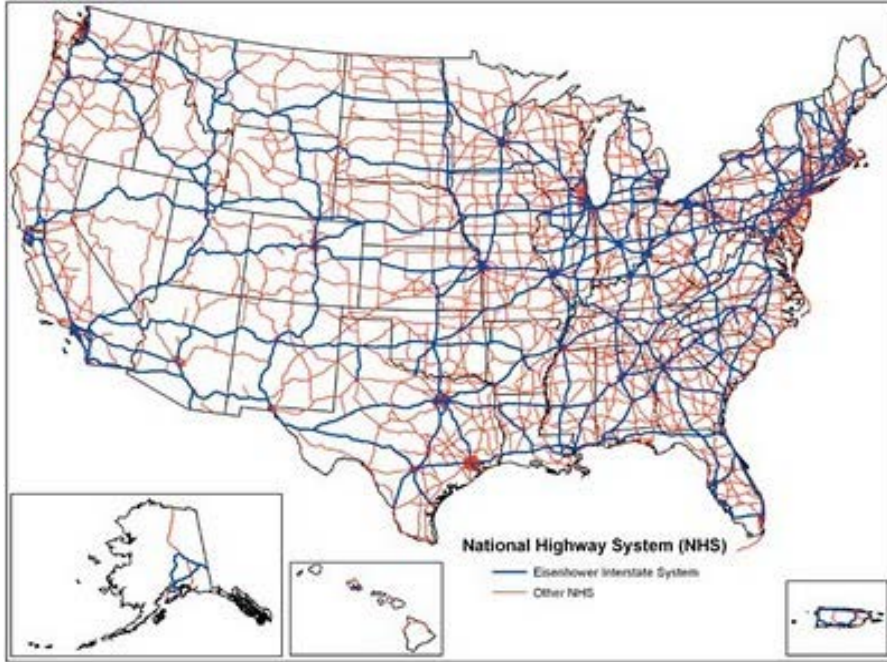 National Highway System (NHS)
Eisenhower Interstate System
Other NHS